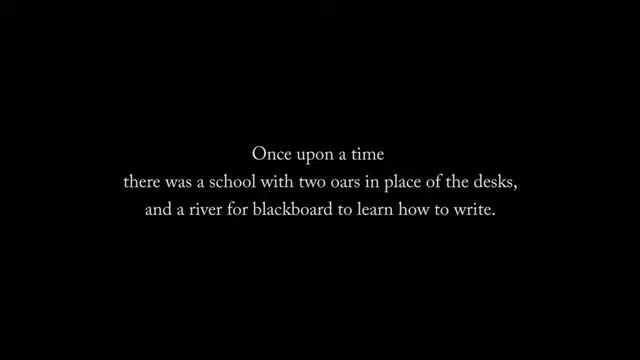 Once upon a time
there was a school with two oars in place of the desks,
and a river for blackboard to learn how to write.